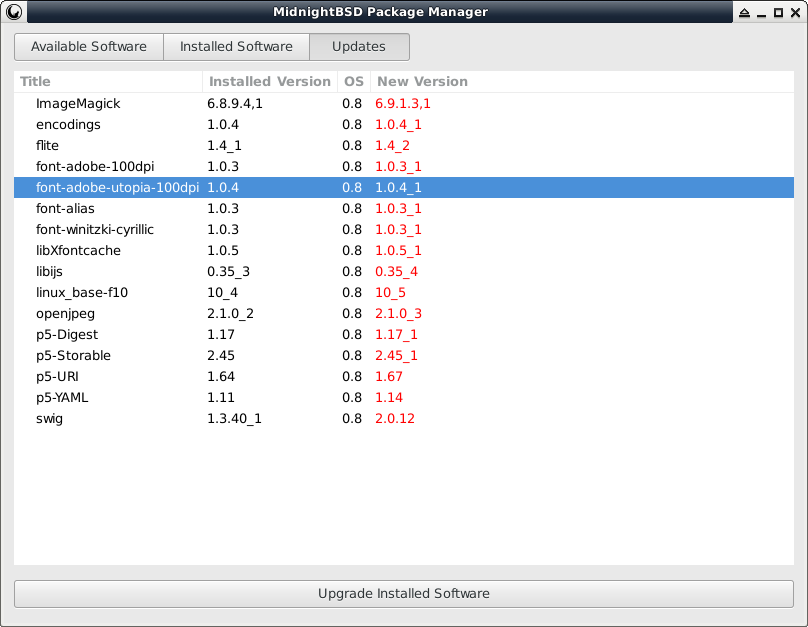 MidnightBSD Package Manager
Available Software Installed Software Updates
Title Installed Version OS New Version
ImageMagick 6.8.9.4,1 0.8 6.9.1.3,1
encodings 1.0.4 0.8 1.0.4_1
flite 1.4_1 0.8 1.4_2
font-adobe-100dpi 1.0.3 0.8 1.0.3_1
font-adobe-utopia-100dpi 1.0.4 0.8 1.0.4_1
font-alias 1.0.3 0.8 1.0.3_1
font-winitzki-cyrillic 1.0.3 0.8 1.0.3_1
libXfontcache 1.0.5 0.8 1.0.5_1
libijs 0.35_3 0.8 0.35_4
linux_base-f10 10_4 0.8 10_5
openjpeg 2.1.0_2 0.8 2.1.0_3
p5-Digest 1.17 0.8 1.17_1
p5-Storable 2.45 0.8 2.45_1
p5-URI 1.64 0.8 1.67
p5-YAML 1.11 0.8 1.14
swig 1.3.40_1 0.8 2.0.12
Upgrade Installed Software